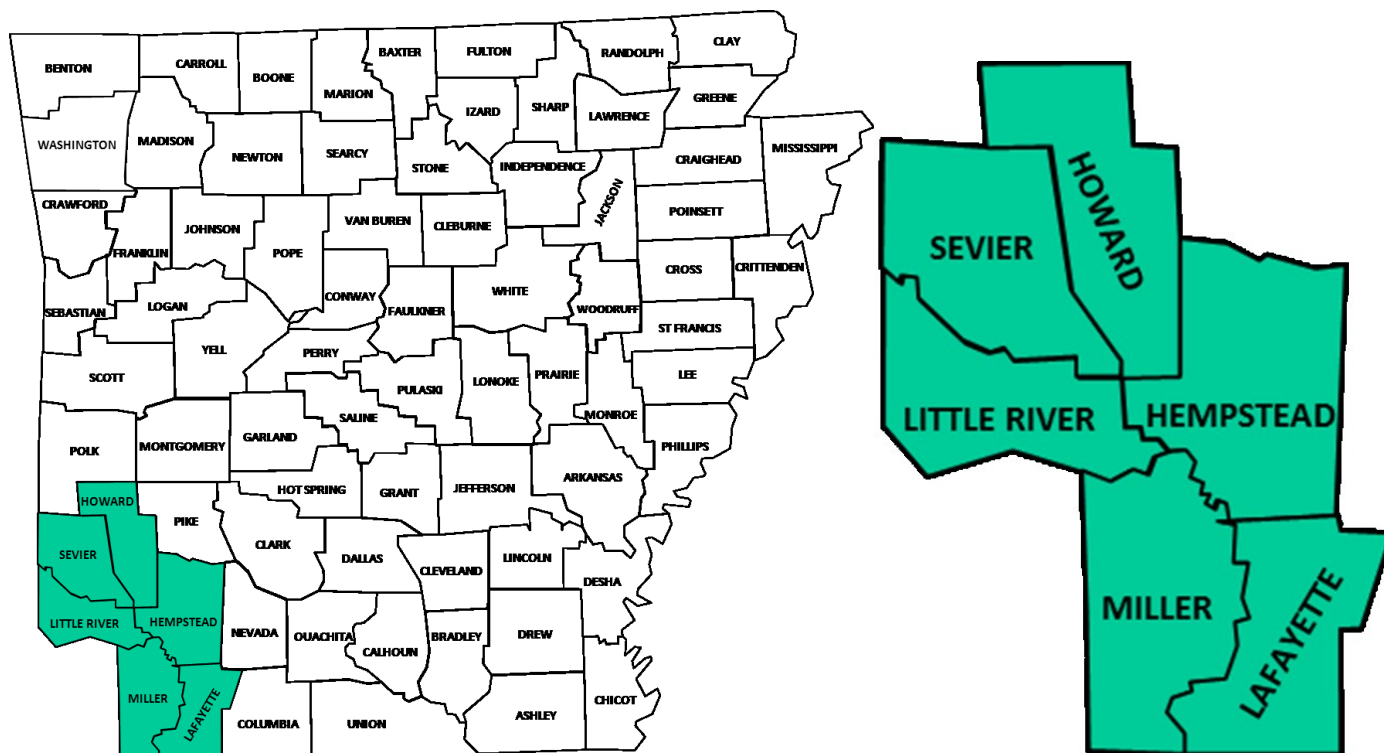 BENTON
CARROLL
BOONE
MARION
BAXTER
FULTON
RANDOLPH
CLAY
IZARD
SHARP
LAWRENCE
GREENE
WASHINGTON
MADISON
NEWTON
SEARCY
STONE
INDEPENDENCE
CRAIGHEAD
MISSISSIPPI
JACKSON
POINSETT
CRAWFORD
FRANKLIN
JOHNSON
POPE
VAN BUREN
CLEBURNE
CROSS
CRITTENDEN
SEBASTIAN
LOGAN
CONWAY
FAULKNER
WHITE
WOODRUFF
ST FRANCIS
SCOTT
YELL
PERRY
PULASKI
LONOKE
PRAIRIE
LEE
SALINE
MONROE
POLK
MONTGOMERY
GARLAND
PHILLIPS
HOT SPRING
GRANT
JEFFERSON
ARKANSAS
HOWARD
PIKE
CLARK
DALLAS
CLEVELAND
LINCOLN
DESHA
SEVIER
LITTLE RIVER
HEMPSTEAD
NEVADA
OUACHITA
CALHOUN
BRADLEY
DREW
MILLER
LAFAYETTE
COLUMBIA
UNION
ASHLEY
CHICOT
HOWARD
SEVIER
LITTLE RIVER
HEMPSTEAD
MILLER
LAFAYETTE